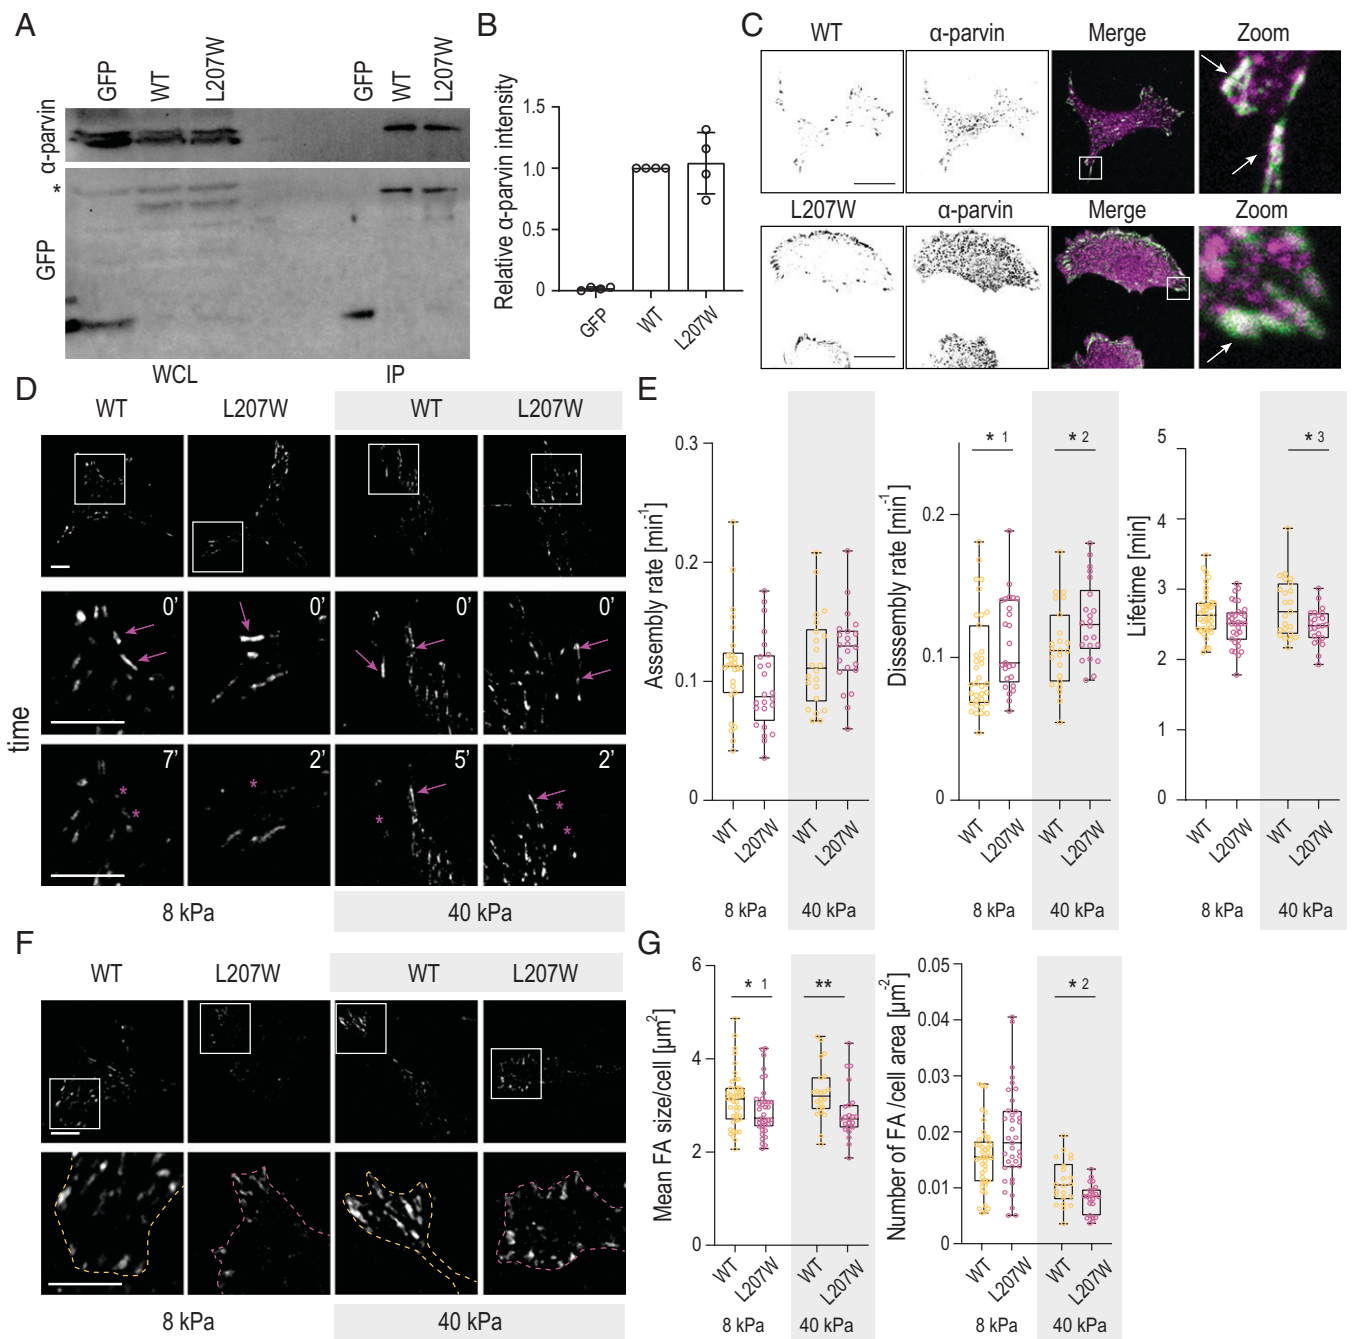 A
GFP
WT
L207W
GFP
WT
L207W
α-parvin
*
GFP
WCL
IP
B
Relative α-parvin intensity
1.5
1.0
0.5
0
GFP
WT
L207W
C
WT
α-parvin
Merge
Zoom
L207W
α-parvin
Merge
Zoom
D
WT
L207W
WT
L207W
time
0'
0'
0'
0'
7'
2'
5'
2'
*
*
*
*
*
*
8 kPa
40 kPa
E
Assembly rate [min-1]
0.3
0.2
0.1
0
WT
L207W
WT
L207W
8 kPa
40 kPa
Dissssembly rate [min-1]
0.2
0.1
0
* 1
* 2
WT
L207W
WT
L207W
8 kPa
40 kPa
Lifetime [min]
5
4
3
2
1
0
* 3
WT
L207W
WT
L207W
8 kPa
40 kPa
F
WT
L207W
WT
L207W
8 kPa
40 kPa
G
Mean FA size/cell [µm2]
6
4
2
0
* 1
**
WT
L207W
WT
L207W
8 kPa
40 kPa
Number of FA /cell area [µm-2]
0.05
0.04
0.03
0.02
0.01
0
* 2
WT
L207W
WT
L207W
8 kPa
40 kPa